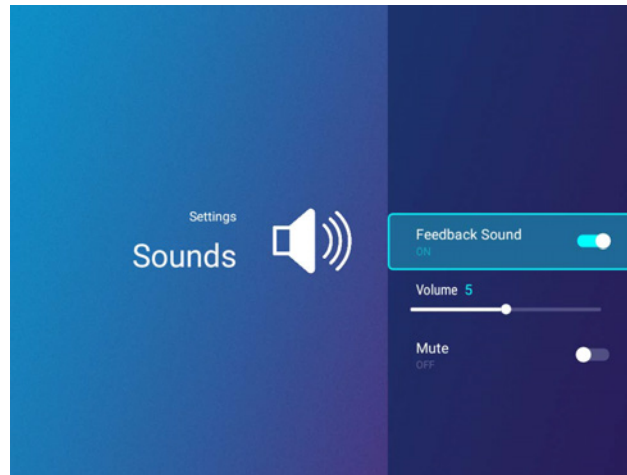 Settings
Sounds
Feedback Sound
ON
Volume 5
Mute
OFF